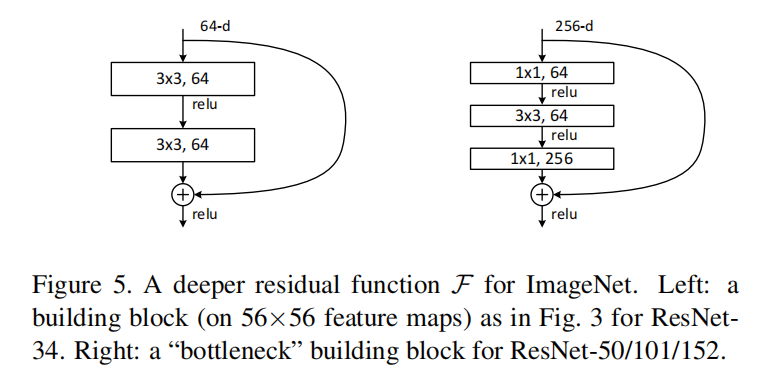 64-d
3x3, 64
relu
3x3, 64
+
relu
256-d
1x1, 64
relu
3x3, 64
relu
1x1, 256
+
relu
Figure 5. A deeper residual function F for ImageNet. Left: a
building block (on 56×56 feature maps) as in Fig. 3 for ResNet-
34. Right: a “bottleneck” building block for ResNet-50/101/152.